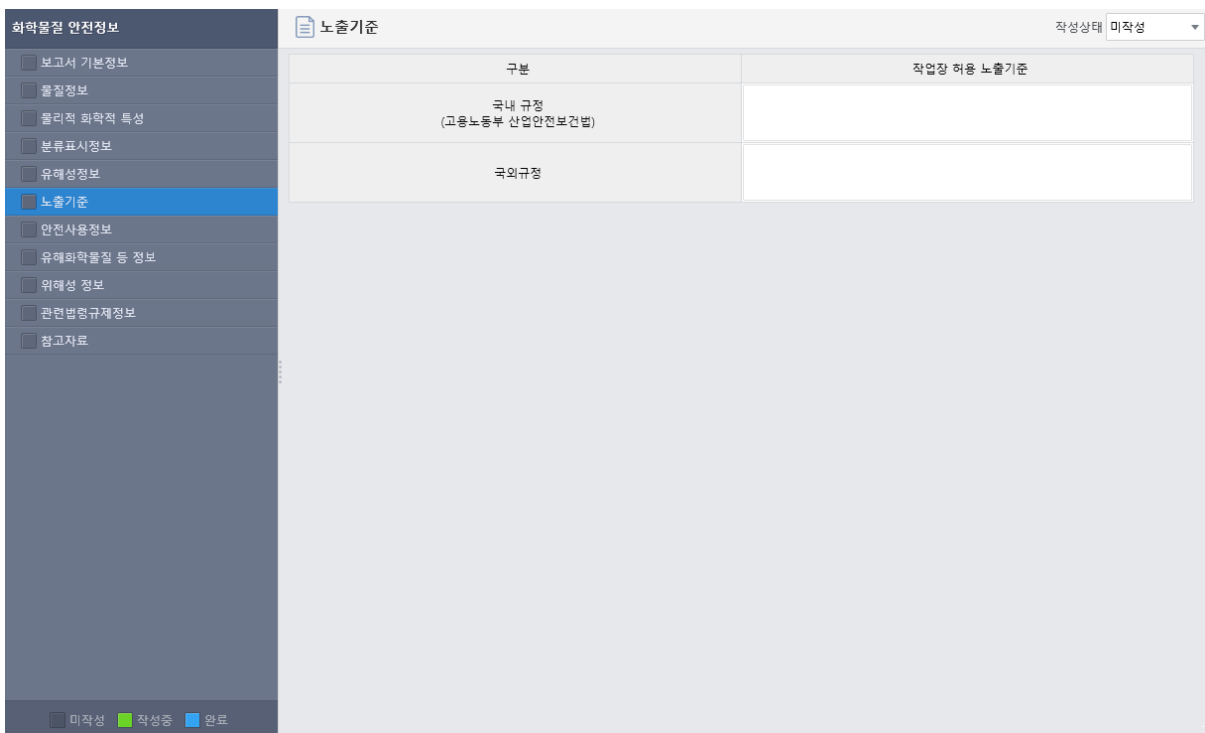 화학물질 안전정보
보고서 기본정보
물질정보
물리적 화학적 특성
분류표시정보
유해성정보
노출기준
안전사용정보
유해화학물질 등 정보
위해성 정보
관련법령규제정보
참고자료
미작성 작성중 완료
노출기준
작성상태 미작성
구분 작업장 허용 노출기준
국내 규정
(고용노동부 산업안전보건법)
국외규정